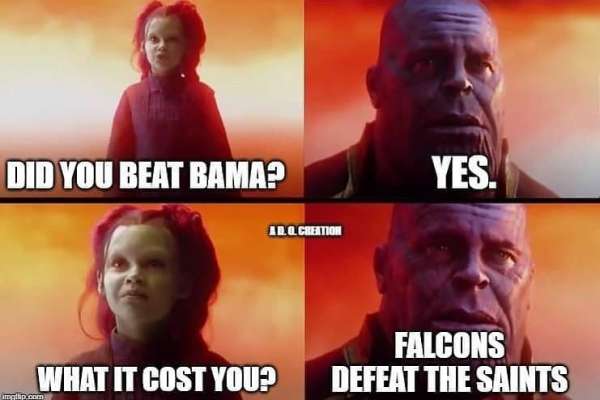 DID YOU BEAT BAMA?
YES.
A D. O. CREATION
WHAT IT COST YOU?
FALCONS
DEFEAT THE SAINTS
imgflip.com